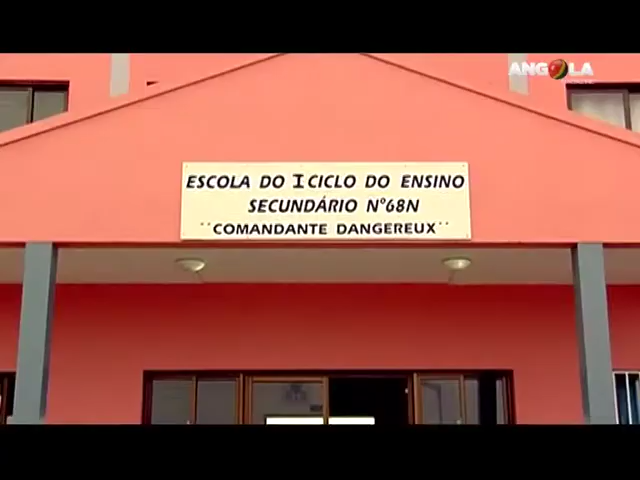 ANGOLA
ESCOLA DO I CICLO DO ENSINO
SECUNDÁRIO Nº68N
¨COMANDANTE DANGEREUX¨